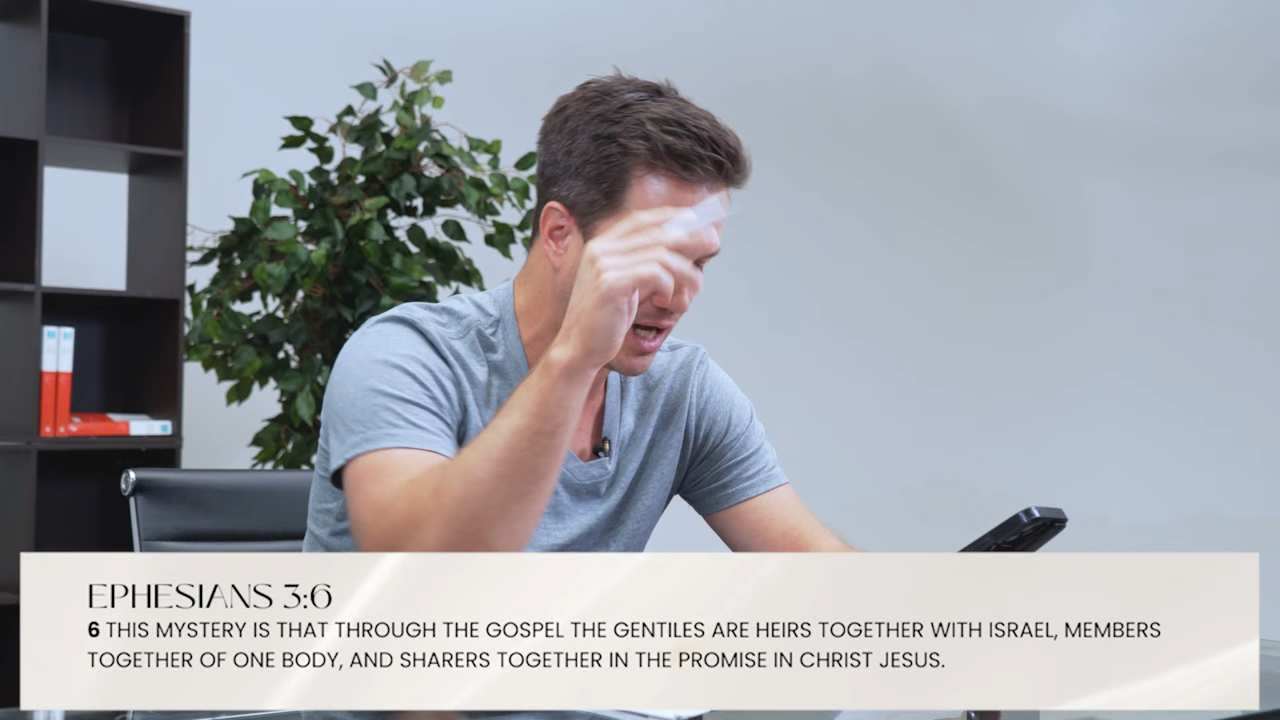 EPHESIANS 3:6
6 THIS MYSTERY IS THAT THROUGH THE GOSPEL THE GENTILES ARE HEIRS TOGETHER WITH ISRAEL, MEMBERS
TOGETHER OF ONE BODY, AND SHARERS TOGETHER IN THE PROMISE IN CHRIST JESUS.